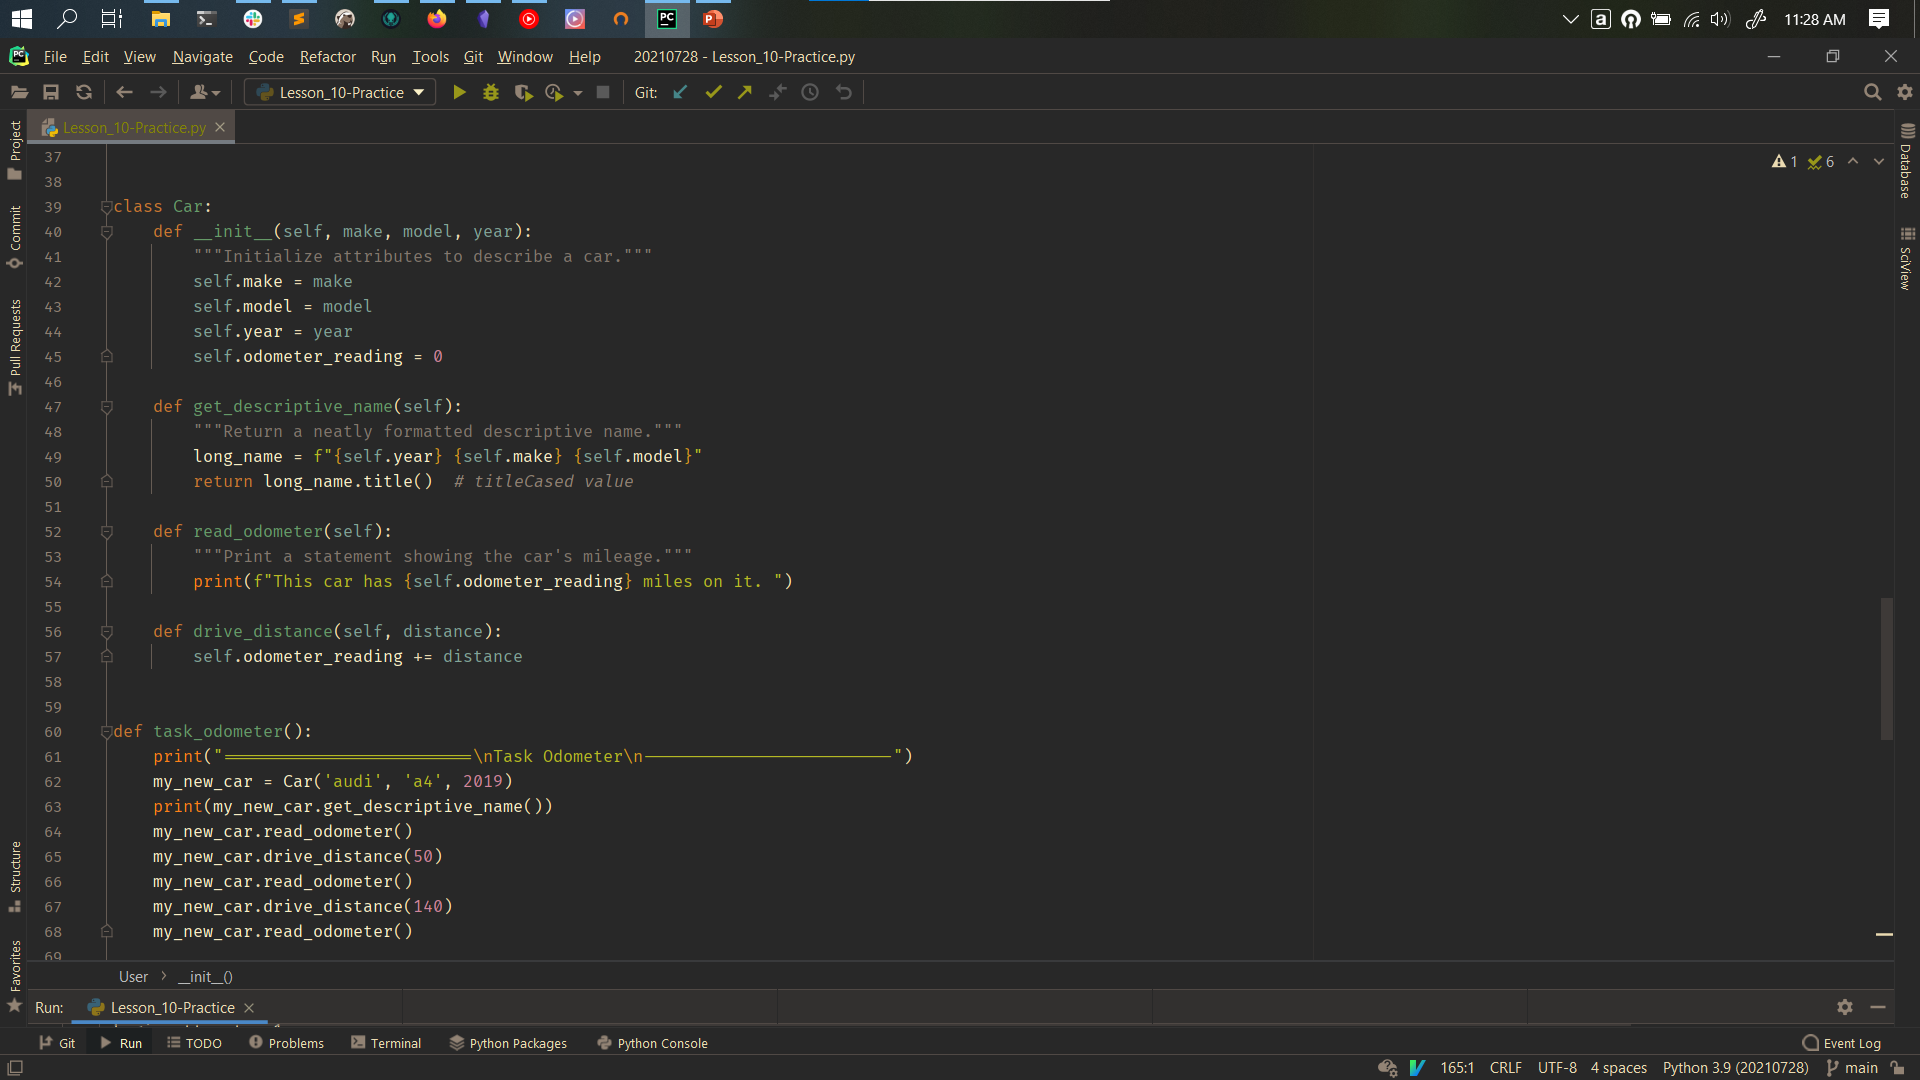 11:28 AM
File Edit View Navigate Code Refactor Run Tools Git Window Help 20210728 - Lesson_10-Practice.py
Lesson_10-Practice Git:
Lesson_10-Practice.py
1 6
37
38
39 class Car:
40 def __init__(self, make, model, year):
41 """Initialize attributes to describe a car."""
42 self.make = make
43 self.model = model
44 self.year = year
45 self.odometer_reading = 0
46
47 def get_descriptive_name(self):
48 """Return a neatly formatted descriptive name."""
49 long_name = f"{self.year} {self.make} {self.model}"
50 return long_name.title()  # titleCased value
51
52 def read_odometer(self):
53 """Print a statement showing the car's mileage."""
54 print(f"This car has {self.odometer_reading} miles on it. ")
55
56 def drive_distance(self, distance):
57 self.odometer_reading += distance
58
59
60 def task_odometer():
61 print("=========================\nTask Odometer\n-------------------------")
62 my_new_car = Car('audi', 'a4', 2019)
63 print(my_new_car.get_descriptive_name())
64 my_new_car.read_odometer()
65 my_new_car.drive_distance(50)
66 my_new_car.read_odometer()
67 my_new_car.drive_distance(140)
68 my_new_car.read_odometer()
69
Project
Commit
Pull Requests
Structure
Favorites
Database
SciView
User > __init__()
Run: Lesson_10-Practice
Git Run TODO Problems Terminal Python Packages Python Console Event Log
165:1 CRLF UTF-8 4 spaces Python 3.9 (20210728) main